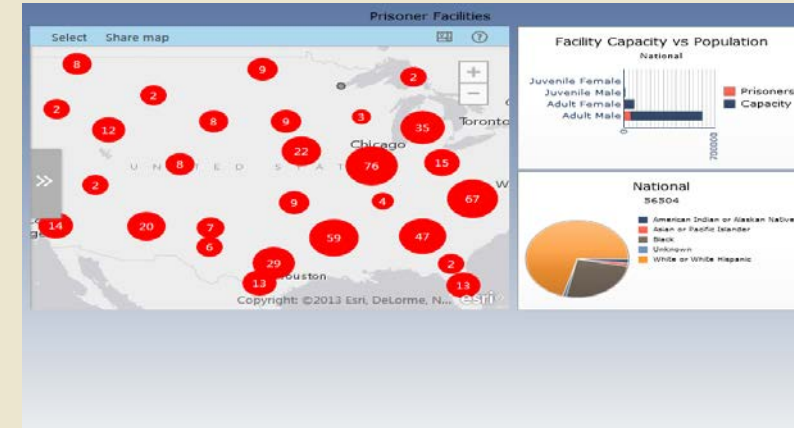 Prisoner Facilities
Select Share map
8
9
2
2
2
12
8
9
3
35
Toronto
Chicago
22
76
15
8
U N I T E D S T A T
2
9
4
67
W
14
20
7
6
59
47
29
Houston
13
2
13
Copyright: ©2013 Esri, DeLorme, N...
esri
Facility Capacity vs Population
National
Juvenile Female
Juvenile Male
Adult Female
Adult Male
Prisoners
Capacity
0
700000
National
56504
American Indian or Alaskan Native
Asian or Pacific Islander
Black
Unknown
White or White Hispanic